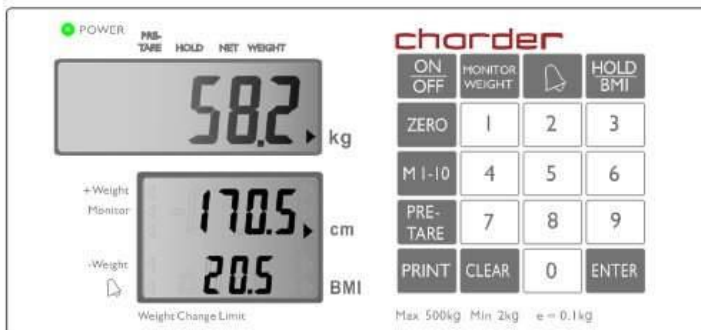 POWER
PRE-TARE HOLD NET WEIGHT
58.2 kg
+Weight
Monitor
170.5 cm
-Weight
20.5 BMI
Weight Change Limit
charder
ON/OFF MONITOR WEIGHT HOLD/BMI
ZERO 1 2 3
M 1-10 4 5 6
PRE-TARE 7 8 9
PRINT CLEAR 0 ENTER
Max 500kg Min 2kg e = 0.1kg